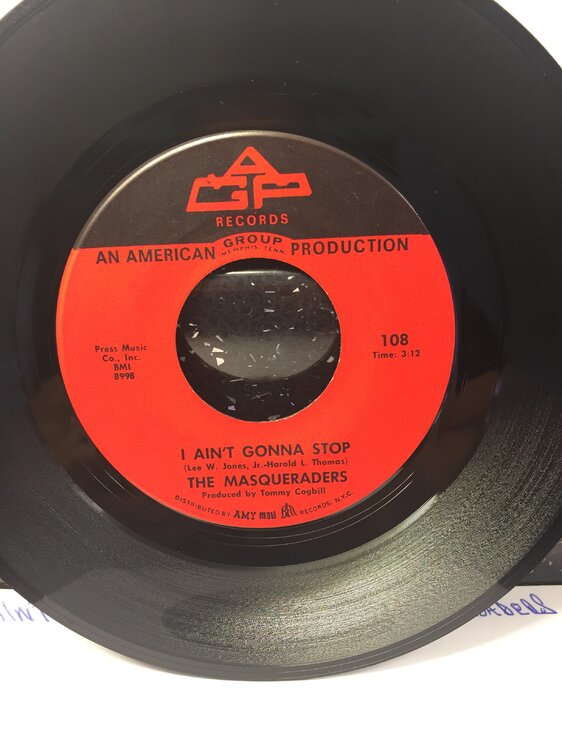 AGP
RECORDS
AN AMERICAN GROUP PRODUCTION
MEMPHIS, TENN.
Press Music
Co., Inc.
BMI
8998
108
Time: 3:12
I AIN'T GONNA STOP
(Lee W. Jones, Jr.-Harold L. Thomas)
THE MASQUERADERS
Produced by Tommy Cogbill
DISTRIBUTED BY AMY mau Bell RECORDS, N.Y.C.